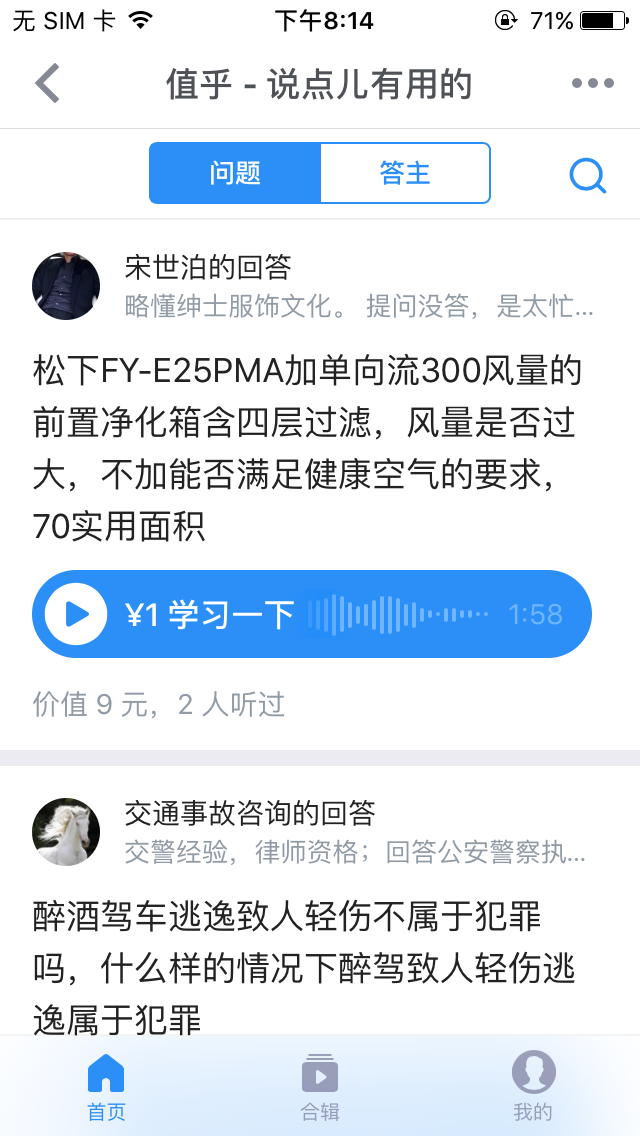 无 SIM 卡 下午8:14 71%
值乎 - 说点儿有用的
问题 答主
宋世泊的回答
略懂绅士服饰文化。 提问没答，是太忙...
松下FY-E25PMA加单向流300风量的
前置净化箱含四层过滤，风量是否过
大，不加能否满足健康空气的要求，
70实用面积
¥1 学习一下 1:58
价值 9 元，2 人听过
交通事故咨询的回答
交警经验，律师资格；回答公安警察执...
醉酒驾车逃逸致人轻伤不属于犯罪
吗，什么样的情况下醉驾致人轻伤逃
逸属于犯罪
首页 合辑 我的